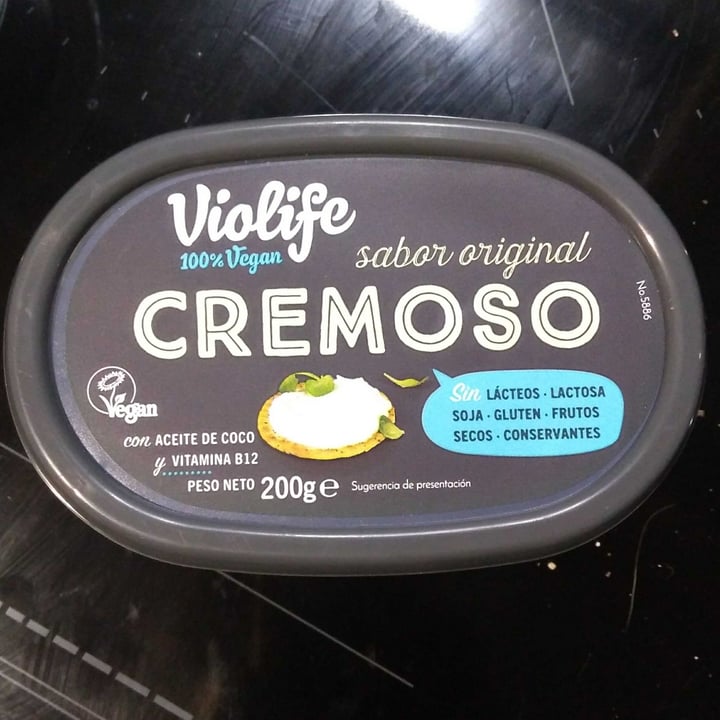 Violife
100% Vegan
sabor original
CREMOSO
No 5886
Vegan
con ACEITE DE COCO
y VITAMINA B12
PESO NETO 200g e
Sugerencia de presentación
Sin LÁCTEOS · LACTOSA
SOJA · GLUTEN · FRUTOS
SECOS · CONSERVANTES